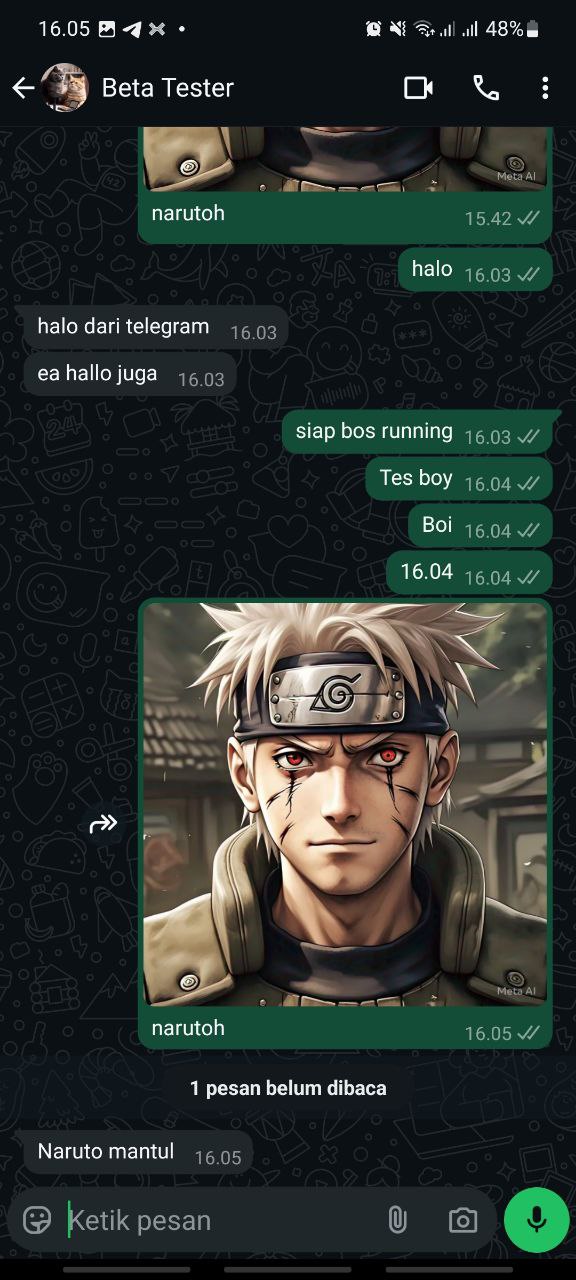 16.05
48%
Beta Tester
Meta AI
narutoh
15.42
halo 16.03
halo dari telegram 16.03
ea hallo juga 16.03
siap bos running 16.03
Tes boy 16.04
Boi 16.04
16.04 16.04
Meta AI
narutoh
16.05
1 pesan belum dibaca
Naruto mantul 16.05
Ketik pesan